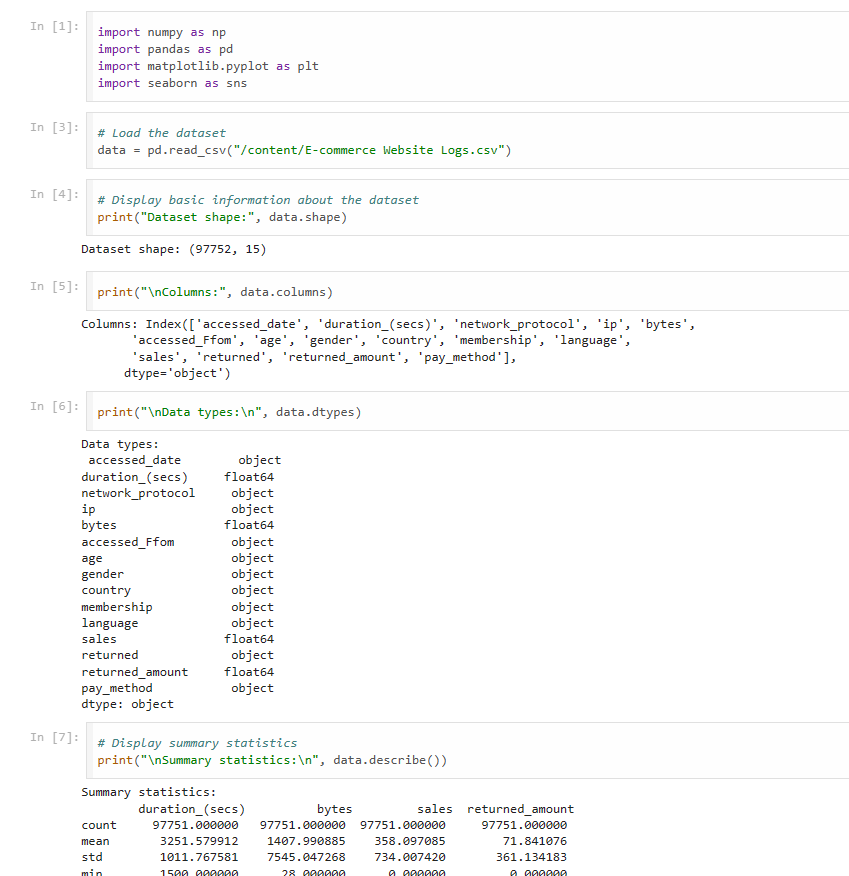 In [1]:
import numpy as np
import pandas as pd
import matplotlib.pyplot as plt
import seaborn as sns
In [3]:
# Load the dataset
data = pd.read_csv("/content/E-commerce Website Logs.csv")
In [4]:
# Display basic information about the dataset
print("Dataset shape:", data.shape)
Dataset shape: (97752, 15)
In [5]:
print("\nColumns:", data.columns)
Columns: Index(['accessed_date', 'duration_(secs)', 'network_protocol', 'ip', 'bytes',
'accessed_Ffom', 'age', 'gender', 'country', 'membership', 'language',
'sales', 'returned', 'returned_amount', 'pay_method'],
dtype='object')
In [6]:
print("\nData types:\n", data.dtypes)
Data types:
accessed_date object
duration_(secs) float64
network_protocol object
ip object
bytes float64
accessed_Ffom object
age object
gender object
country object
membership object
language object
sales float64
returned object
returned_amount float64
pay_method object
dtype: object
In [7]:
# Display summary statistics
print("\nSummary statistics:\n", data.describe())
Summary statistics:
duration_(secs) bytes sales returned_amount
count 97751.000000 97751.000000 97751.000000 97751.000000
mean 3251.579912 1407.990885 358.097085 71.841076
std 1011.767581 7545.047268 734.007420 361.134183
min 1500.000000 28.000000 0.000000 0.000000